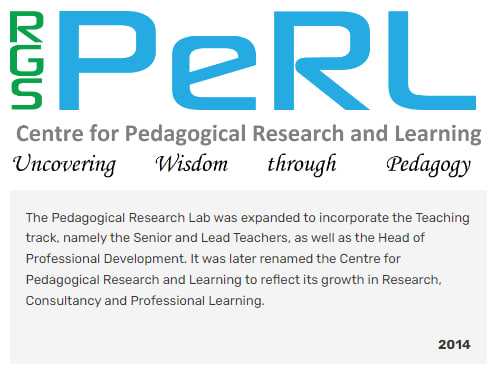 RGS PeRL
Centre for Pedagogical Research and Learning
Uncovering Wisdom through Pedagogy
The Pedagogical Research Lab was expanded to incorporate the Teaching
track, namely the Senior and Lead Teachers, as well as the Head of
Professional Development. It was later renamed the Centre for
Pedagogical Research and Learning to reflect its growth in Research,
Consultancy and Professional Learning.
2014